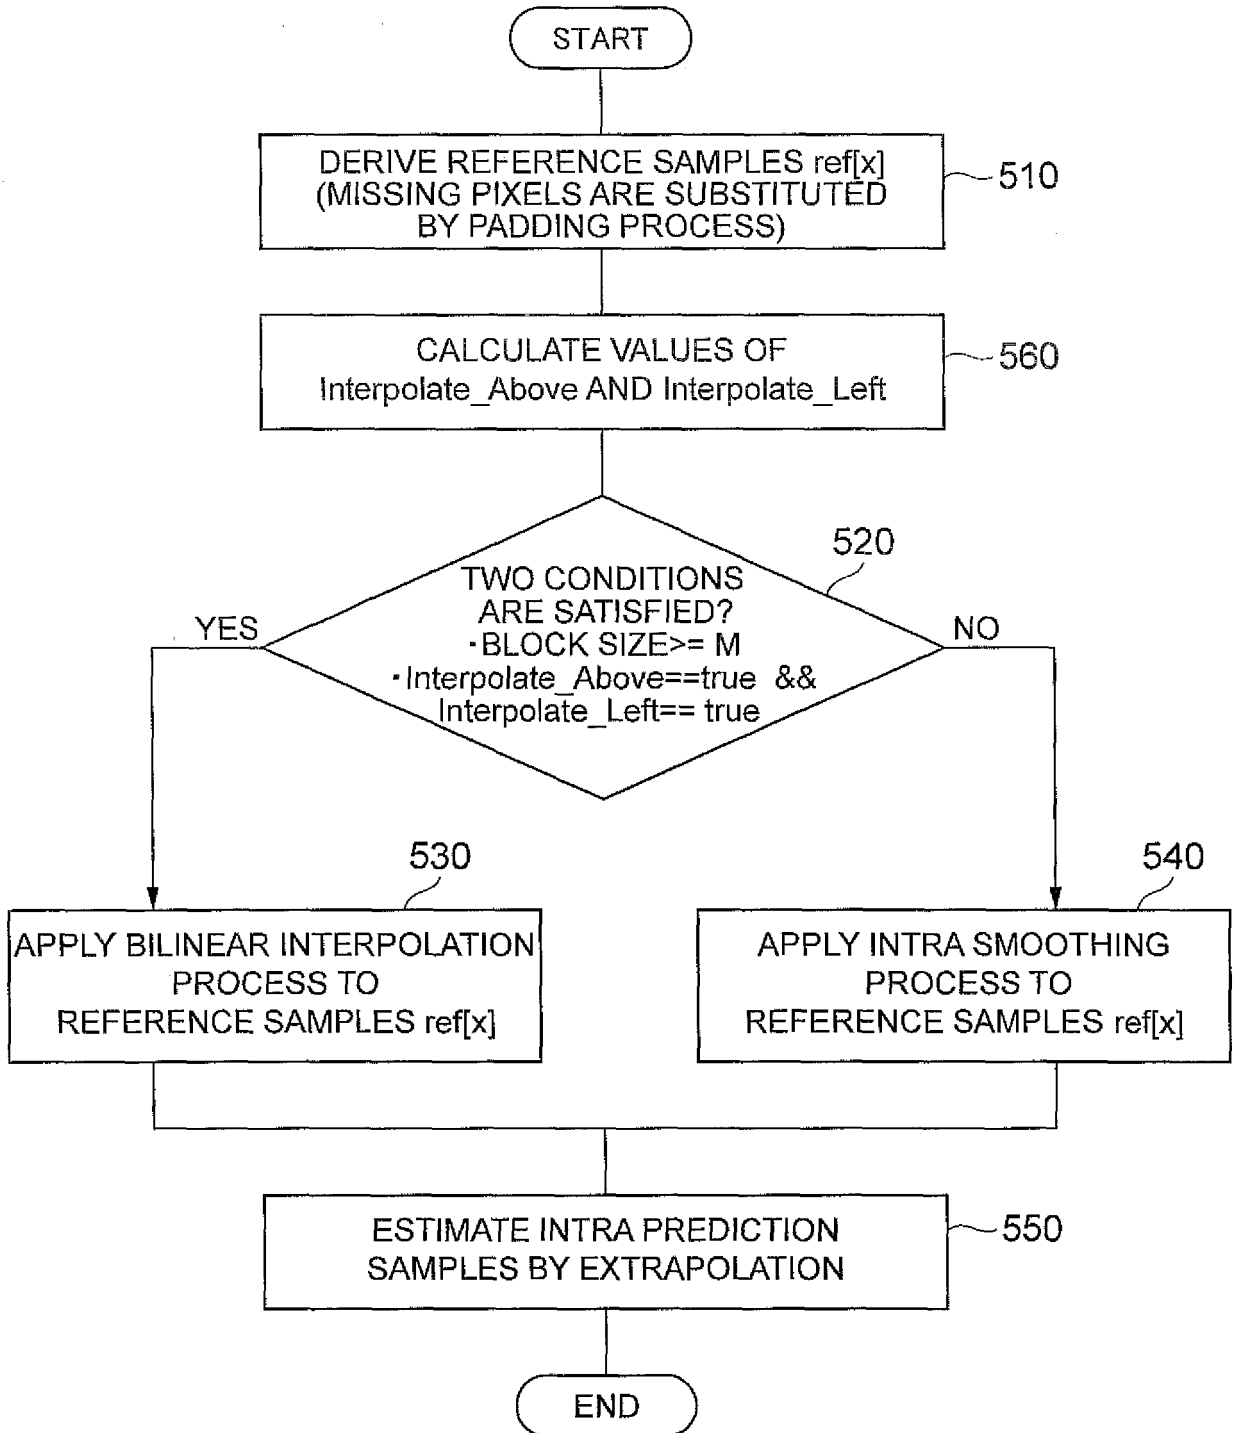 START
DERIVE REFERENCE SAMPLES ref[x]
(MISSING PIXELS ARE SUBSTITUTED
BY PADDING PROCESS)
510
CALCULATE VALUES OF
Interpolate_Above AND Interpolate_Left
560
520
TWO CONDITIONS
ARE SATISFIED?
・BLOCK SIZE>= M
・Interpolate_Above==true &&
Interpolate_Left== true
YES
NO
530
APPLY BILINEAR INTERPOLATION
PROCESS TO
REFERENCE SAMPLES ref[x]
540
APPLY INTRA SMOOTHING
PROCESS TO
REFERENCE SAMPLES ref[x]
ESTIMATE INTRA PREDICTION
SAMPLES BY EXTRAPOLATION
550
END